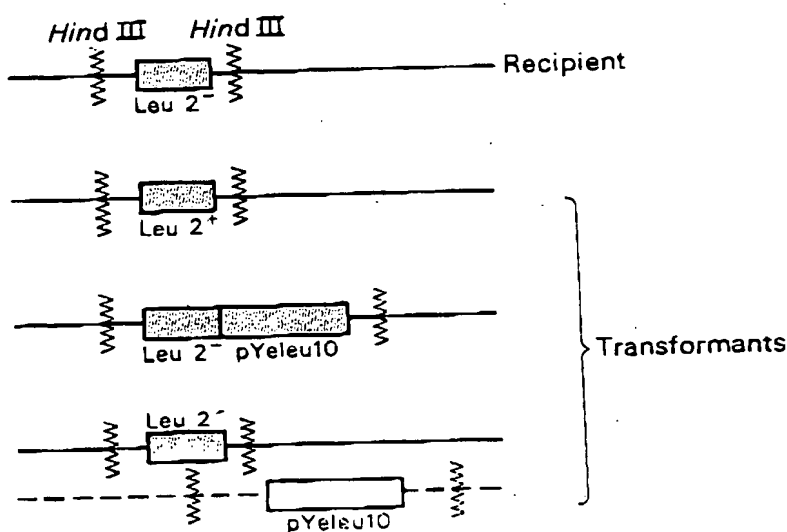 Hind III Hind III
Recipient
Leu 2⁻
Leu 2⁺
Leu 2⁻ pYeleu10
Transformants
Leu 2⁻
pYeleu10